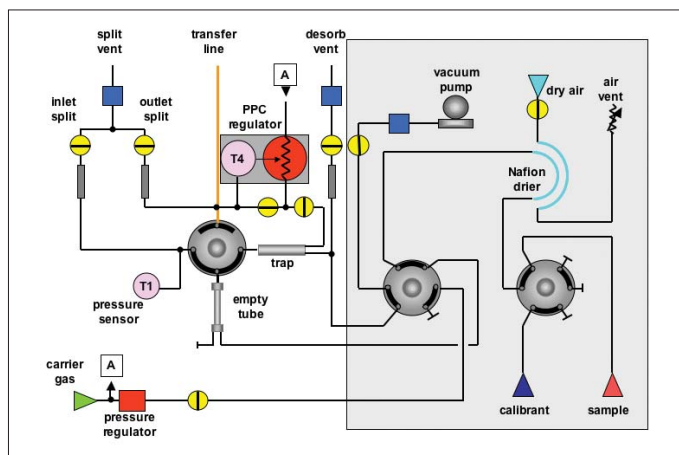 split
vent
transfer
line
desorb
vent
inlet
split
outlet
split
A
PPC
regulator
T4
vacuum
pump
dry air
air
vent
Nafion
drier
trap
T1
pressure
sensor
empty
tube
carrier
gas
A
pressure
regulator
calibrant
sample